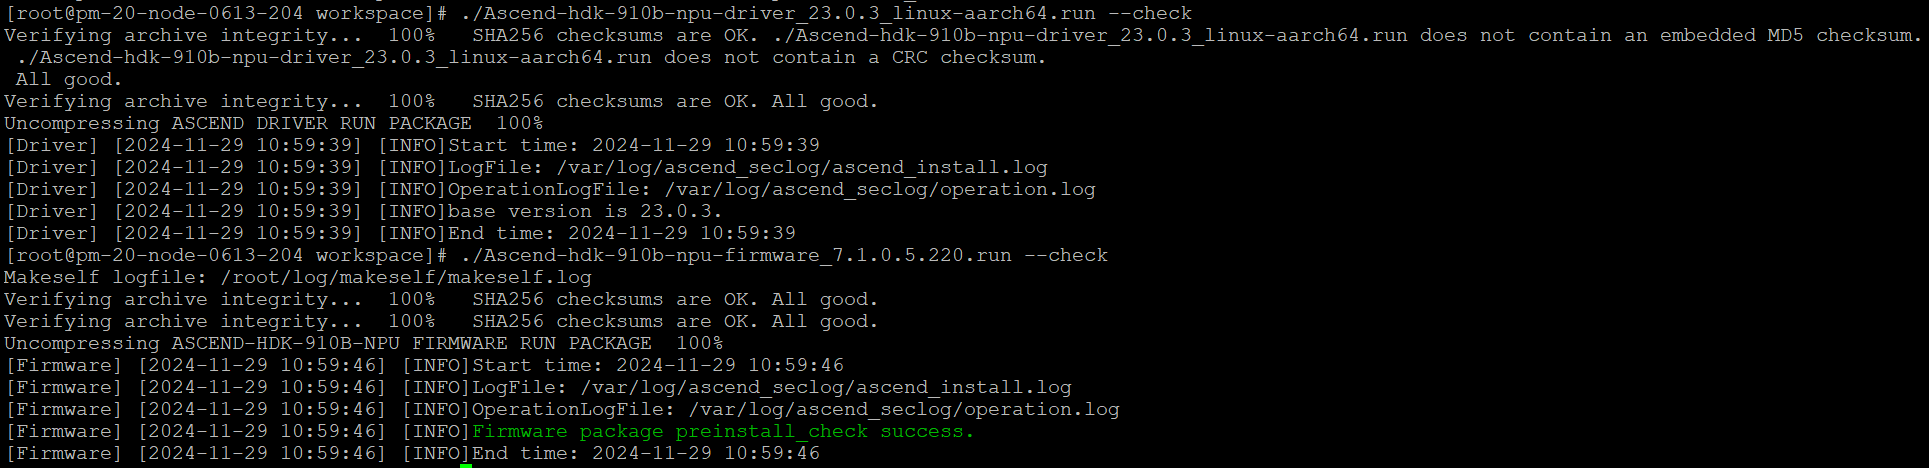 [root@pm-20-node-0613-204 workspace]# ./Ascend-hdk-910b-npu-driver_23.0.3_linux-aarch64.run --check
Verifying archive integrity...  100%   SHA256 checksums are OK. ./Ascend-hdk-910b-npu-driver_23.0.3_linux-aarch64.run does not contain an embedded MD5 checksum.
 ./Ascend-hdk-910b-npu-driver_23.0.3_linux-aarch64.run does not contain a CRC checksum.
 All good.
Verifying archive integrity...  100%   SHA256 checksums are OK. All good.
Uncompressing ASCEND DRIVER RUN PACKAGE  100%
[Driver] [2024-11-29 10:59:39] [INFO]Start time: 2024-11-29 10:59:39
[Driver] [2024-11-29 10:59:39] [INFO]LogFile: /var/log/ascend_seclog/ascend_install.log
[Driver] [2024-11-29 10:59:39] [INFO]OperationLogFile: /var/log/ascend_seclog/operation.log
[Driver] [2024-11-29 10:59:39] [INFO]base version is 23.0.3.
[Driver] [2024-11-29 10:59:39] [INFO]End time: 2024-11-29 10:59:39
[root@pm-20-node-0613-204 workspace]# ./Ascend-hdk-910b-npu-firmware_7.1.0.5.220.run --check
Makeself logfile: /root/log/makeself/makeself.log
Verifying archive integrity...  100%   SHA256 checksums are OK. All good.
Verifying archive integrity...  100%   SHA256 checksums are OK. All good.
Uncompressing ASCEND-HDK-910B-NPU FIRMWARE RUN PACKAGE  100%
[Firmware] [2024-11-29 10:59:46] [INFO]Start time: 2024-11-29 10:59:46
[Firmware] [2024-11-29 10:59:46] [INFO]LogFile: /var/log/ascend_seclog/ascend_install.log
[Firmware] [2024-11-29 10:59:46] [INFO]OperationLogFile: /var/log/ascend_seclog/operation.log
[Firmware] [2024-11-29 10:59:46] [INFO]Firmware package preinstall_check success.
[Firmware] [2024-11-29 10:59:46] [INFO]End time: 2024-11-29 10:59:46